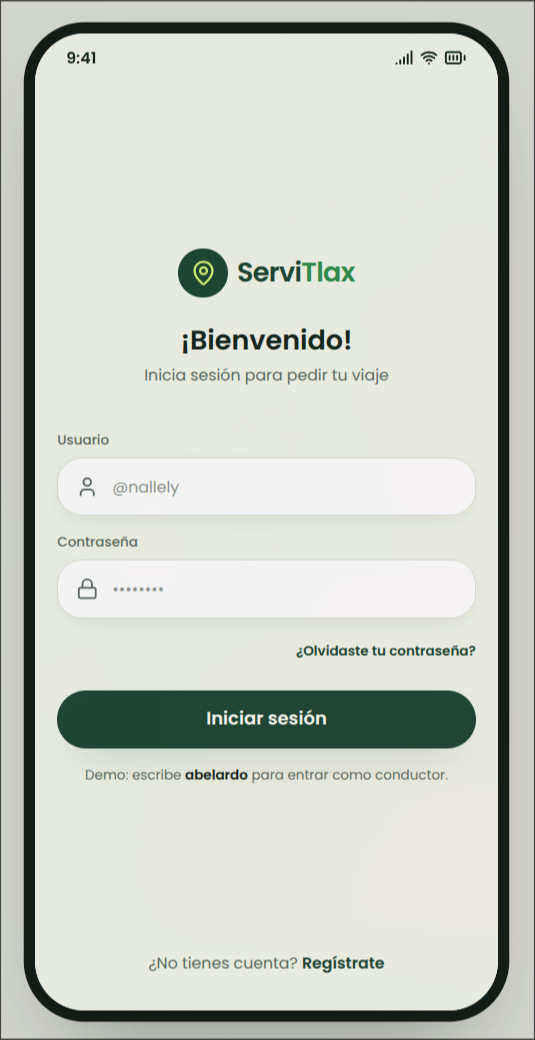 9:41
ServiTlax
¡Bienvenido!
Inicia sesión para pedir tu viaje
Usuario
@nallely
Contraseña
••••••••
¿Olvidaste tu contraseña?
Iniciar sesión
Demo: escribe abelardo para entrar como conductor.
¿No tienes cuenta? Regístrate